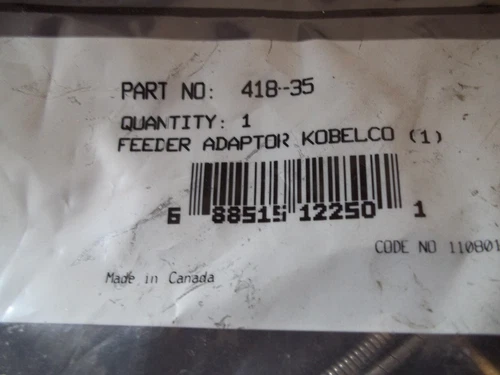 PART NO: 418-35
QUANTITY: 1
FEEDER ADAPTOR KOBELCO (1)
6 88515 12250 1
CODE NO 110801
Made in Canada